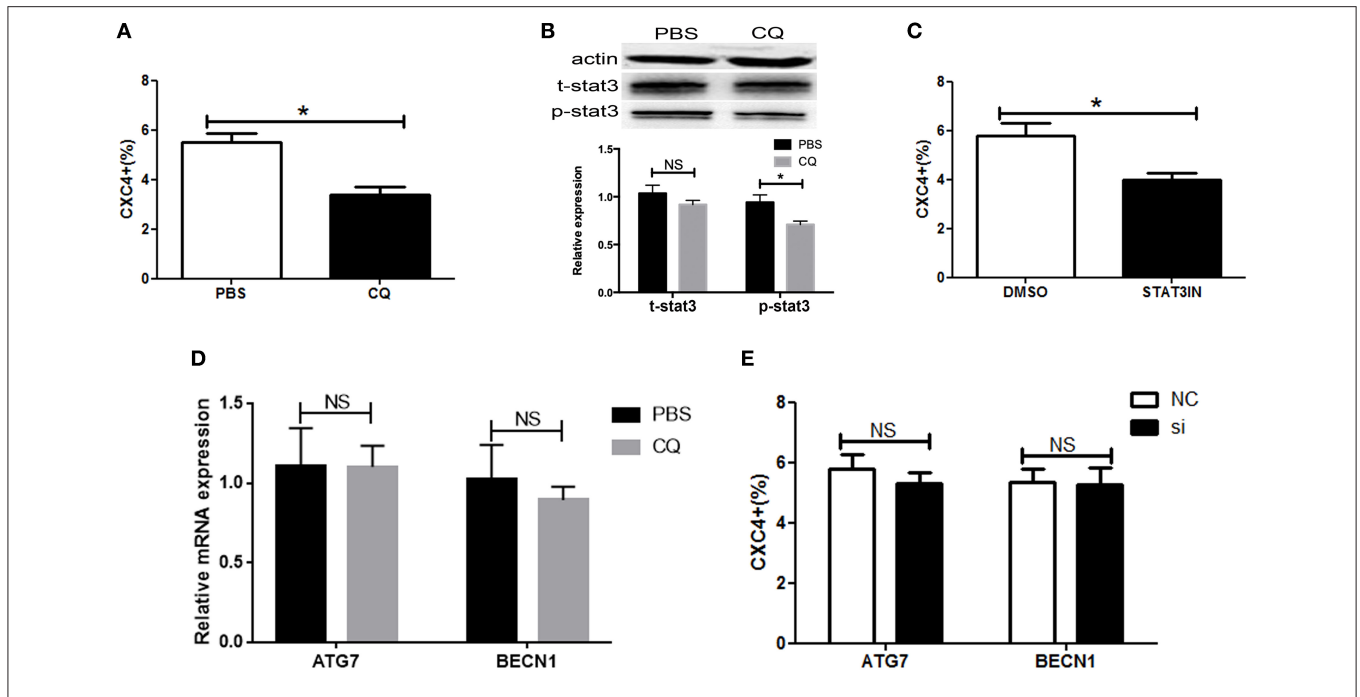 A
CXC4+(%)
8
6
4
2
0
*
PBS
CQ
B
PBS CQ
actin
t-stat3
p-stat3
Relative expression
1.5
1.0
0.5
0.0
PBS
CQ
NS
*
t-stat3
p-stat3
C
CXC4+(%)
8
6
4
2
0
*
DMSO
STAT3IN
D
Relative mRNA expression
1.5
1.0
0.5
0.0
NS
NS
PBS
CQ
ATG7
BECN1
E
CXC4+(%)
8
6
4
2
0
NS
NS
NC
si
ATG7
BECN1